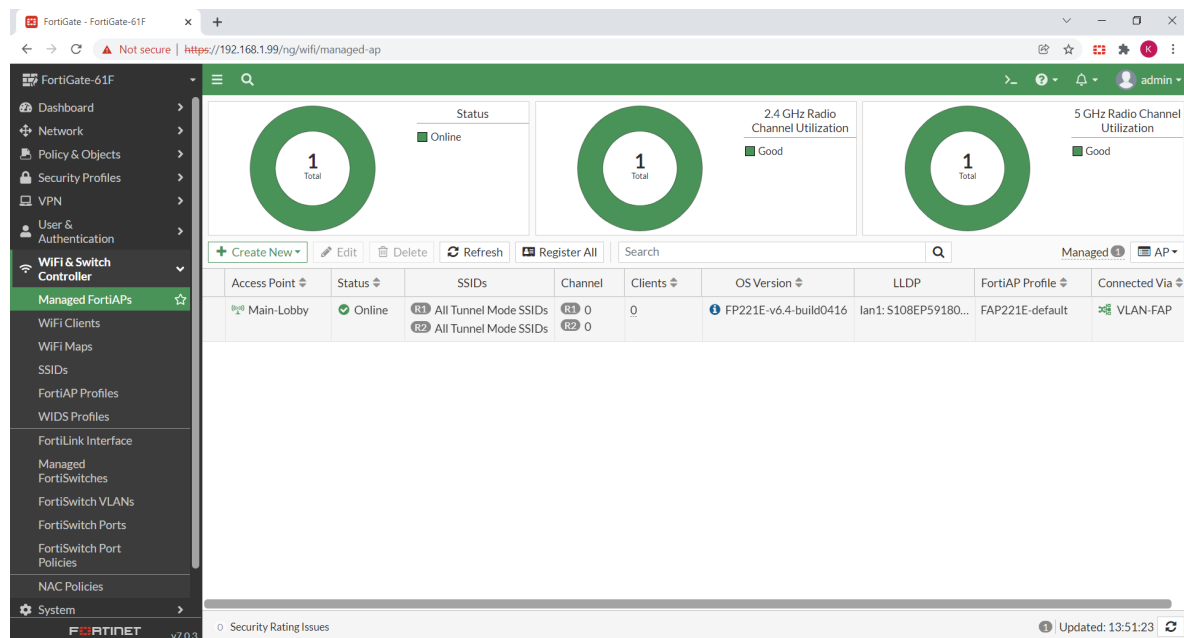 FortiGate - FortiGate-61F
Not secure | https://192.168.1.99/ng/wifi/managed-ap
K
FortiGate-61F
admin
Dashboard
Network
Policy & Objects
Security Profiles
VPN
User &
Authentication
WiFi & Switch
Controller
Managed FortiAPs
WiFi Clients
WiFi Maps
SSIDs
FortiAP Profiles
WIDS Profiles
FortiLink Interface
Managed
FortiSwitches
FortiSwitch VLANs
FortiSwitch Ports
FortiSwitch Port
Policies
NAC Policies
System
FORTINET
v7.0.3
1
Total
Status
Online
1
Total
2.4 GHz Radio
Channel Utilization
Good
1
Total
5 GHz Radio Channel
Utilization
Good
Create New Edit Delete Refresh Register All Search Managed 1 AP
Access Point Status SSIDs Channel Clients OS Version LLDP FortiAP Profile Connected Via
Main-Lobby Online R1 All Tunnel Mode SSIDs R1 0 0 FP221E-v6.4-build0416 lan1: S108EP59180... FAP221E-default VLAN-FAP
R2 All Tunnel Mode SSIDs R2 0
0 Security Rating Issues
1 Updated: 13:51:23